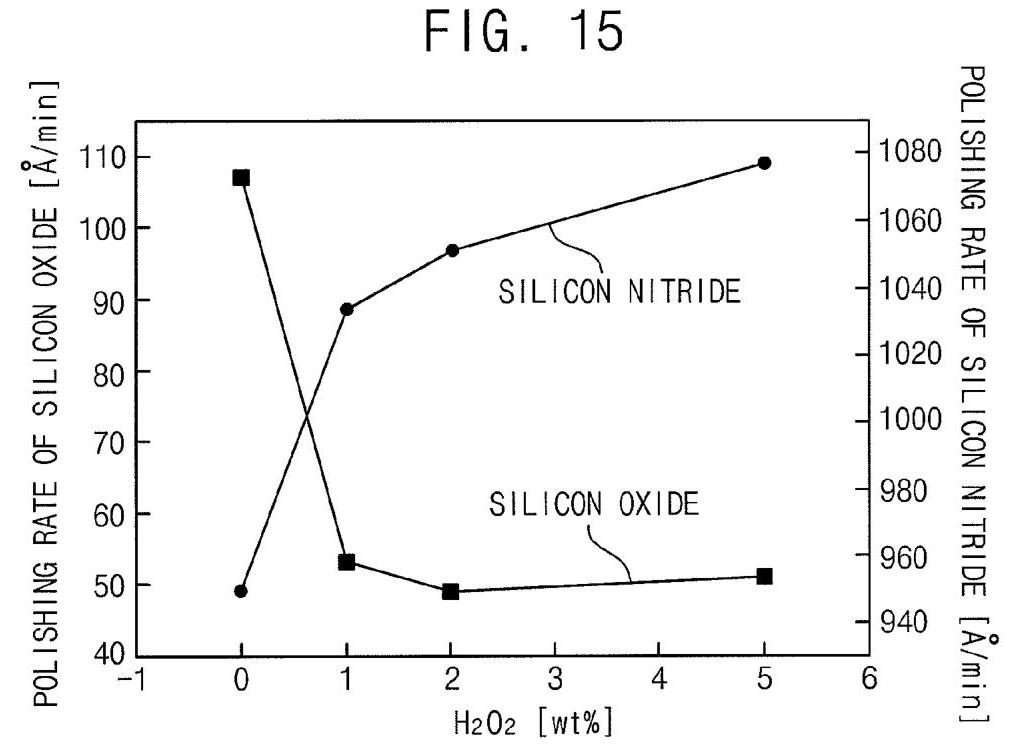 FIG. 15
POLISHING RATE OF SILICON OXIDE [Å/min]
110
100
90
80
70
60
50
40
POLISHING RATE OF SILICON NITRIDE [Å/min]
1080
1060
1040
1020
1000
980
960
940
SILICON NITRIDE
SILICON OXIDE
-1 0 1 2 3 4 5 6
H2O2 [wt%]